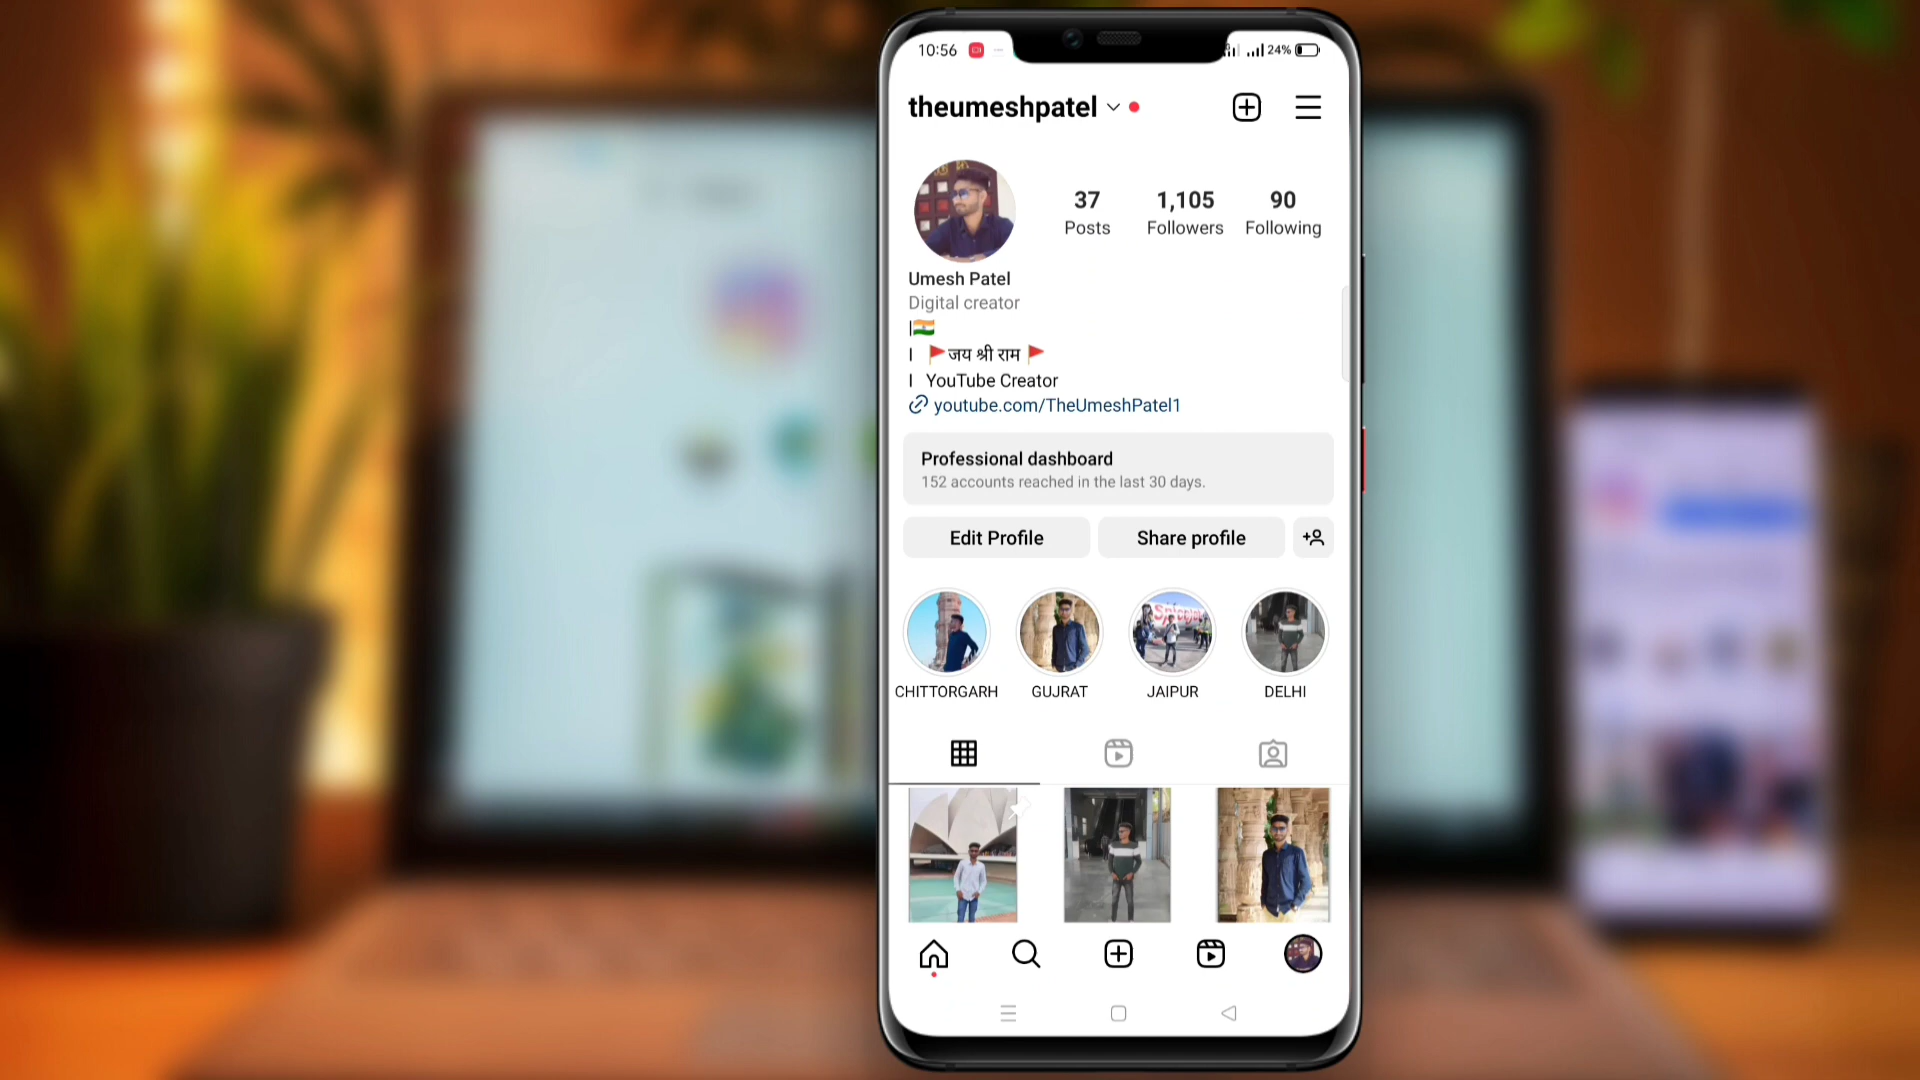 10:56
24%
theumeshpatel
37 1,105 90
Posts Followers Following
Umesh Patel
Digital creator
|🇮🇳
| 🚩जय श्री राम 🚩
| YouTube Creator
youtube.com/TheUmeshPatel1
Professional dashboard
152 accounts reached in the last 30 days.
Edit Profile Share profile
Spicejet
CHITTORGARH GUJRAT JAIPUR DELHI